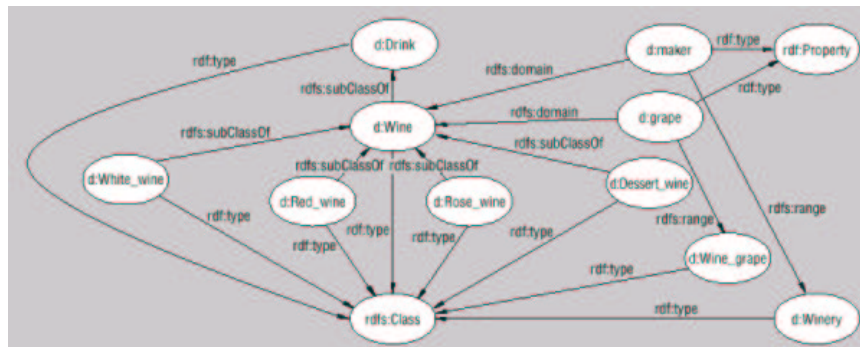 d:Drink
d:maker
rdf:type
rdf:Property
rdf:type
rdfs:domain
rdf:type
rdfs:subClassOf
rdfs:domain
d:grape
d:Wine
rdfs:subClassOf
rdfs:subClassOf
rdfs:subClassOf
rdfs:subClassOf
d:White_wine
d:Red_wine
d:Rose_wine
d:Dessert_wine
rdfs:range
rdfs:range
rdf:type
rdf:type
rdf:type
rdf:type
rdf:type
d:Wine_grape
rdf:type
rdfs:Class
rdf:type
d:Winery